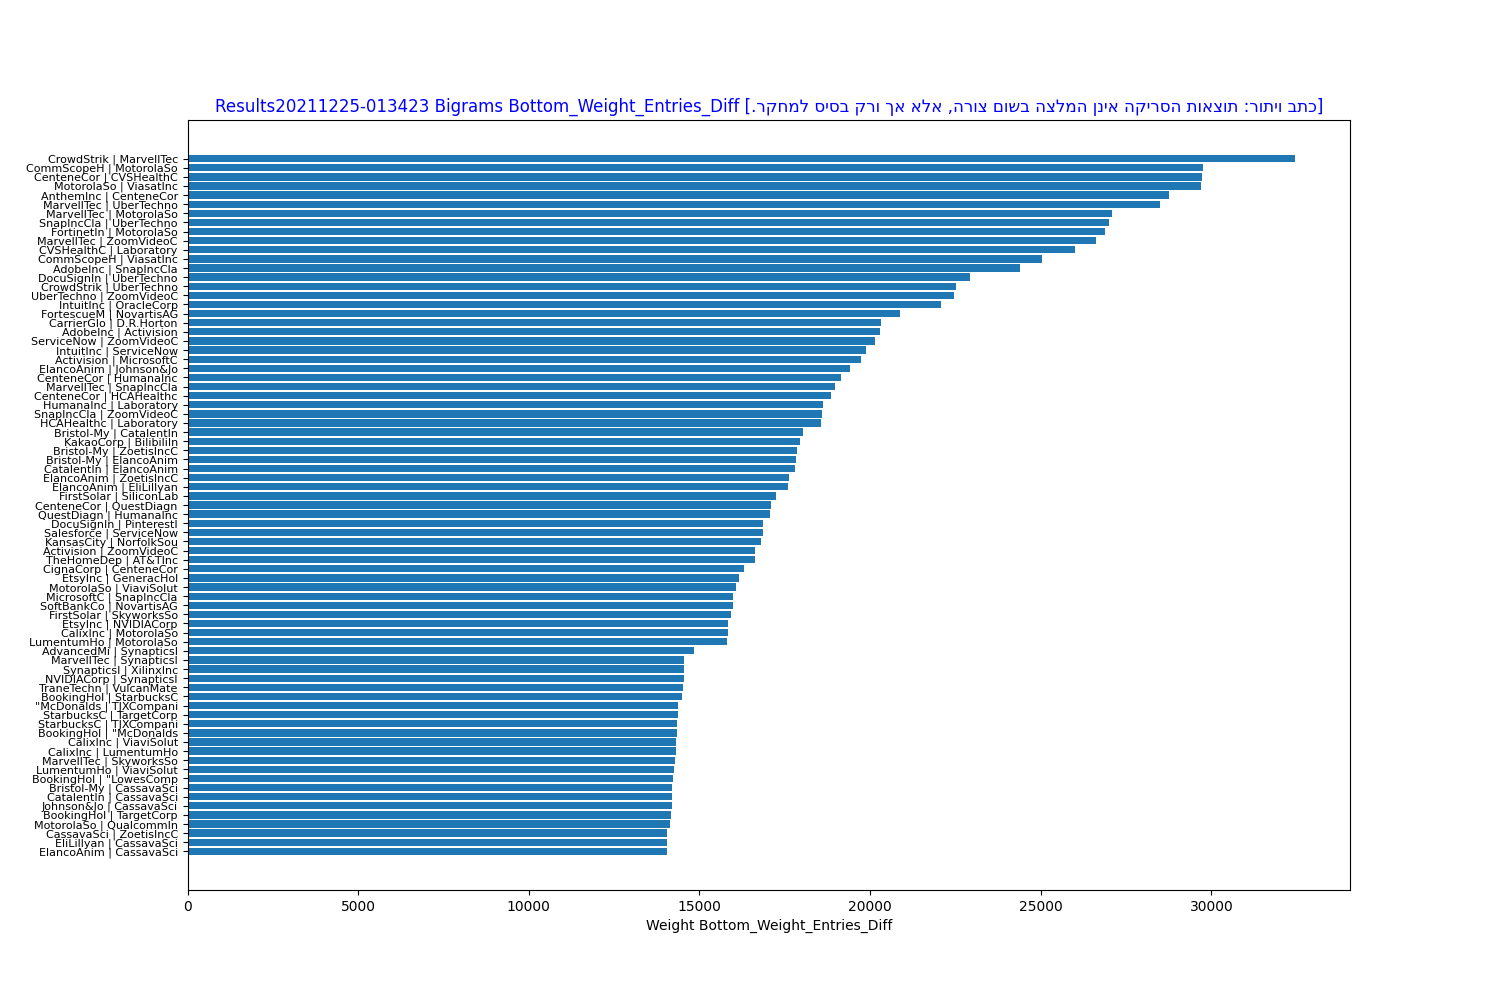 Results20211225-013423 Bigrams Bottom_Weight_Entries_Diff [כתב ויתור: תוצאות הסריקה אינן המלצה בשום צורה, אלא אך ורק בסיס למחקר.]
CrowdStrik | MarvellTec
CommScopeH | MotorolaSo
CenteneCor | CVSHealthC
MotorolaSo | ViasatInc
AnthemInc | CenteneCor
MarvellTec | UberTechno
MarvellTec | MotorolaSo
SnapIncCla | UberTechno
FortinetIn | MotorolaSo
MarvellTec | ZoomVideoC
CVSHealthC | Laboratory
CommScopeH | ViasatInc
AdobeInc | SnapIncCla
DocuSignIn | UberTechno
CrowdStrik | UberTechno
UberTechno | ZoomVideoC
IntuitInc | OracleCorp
FortescueM | NovartisAG
CarrierGlo | D.R.Horton
AdobeInc | Activision
ServiceNow | ZoomVideoC
IntuitInc | ServiceNow
Activision | MicrosoftC
ElancoAnim | Johnson&Jo
CenteneCor | HumanaInc
MarvellTec | SnapIncCla
CenteneCor | HCAHealthc
HumanaInc | Laboratory
SnapIncCla | ZoomVideoC
HCAHealthc | Laboratory
Bristol-My | CatalentIn
KakaoCorp | BilibiliIn
Bristol-My | ZoetisIncC
Bristol-My | ElancoAnim
CatalentIn | ElancoAnim
ElancoAnim | ZoetisIncC
ElancoAnim | EliLillyan
FirstSolar | SiliconLab
CenteneCor | QuestDiagn
QuestDiagn | HumanaInc
DocuSignIn | PinterestI
Salesforce | ServiceNow
KansasCity | NorfolkSou
Activision | ZoomVideoC
TheHomeDep | AT&TInc
CignaCorp | CenteneCor
EtsyInc | GeneracHol
MotorolaSo | ViaviSolut
MicrosoftC | SnapIncCla
SoftBankCo | NovartisAG
FirstSolar | SkyworksSo
EtsyInc | NVIDIACorp
CalixInc | MotorolaSo
LumentumHo | MotorolaSo
AdvancedMi | SynapticsI
MarvellTec | SynapticsI
SynapticsI | XilinxInc
NVIDIACorp | SynapticsI
TraneTechn | VulcanMate
BookingHol | StarbucksC
"McDonalds | TJXCompani
StarbucksC | TargetCorp
StarbucksC | TJXCompani
BookingHol | "McDonalds
CalixInc | ViaviSolut
CalixInc | LumentumHo
MarvellTec | SkyworksSo
LumentumHo | ViaviSolut
BookingHol | "LowesComp
Bristol-My | CassavaSci
CatalentIn | CassavaSci
Johnson&Jo | CassavaSci
BookingHol | TargetCorp
MotorolaSo | QualcommIn
CassavaSci | ZoetisIncC
EliLillyan | CassavaSci
ElancoAnim | CassavaSci
0 5000 10000 15000 20000 25000 30000
Weight Bottom_Weight_Entries_Diff